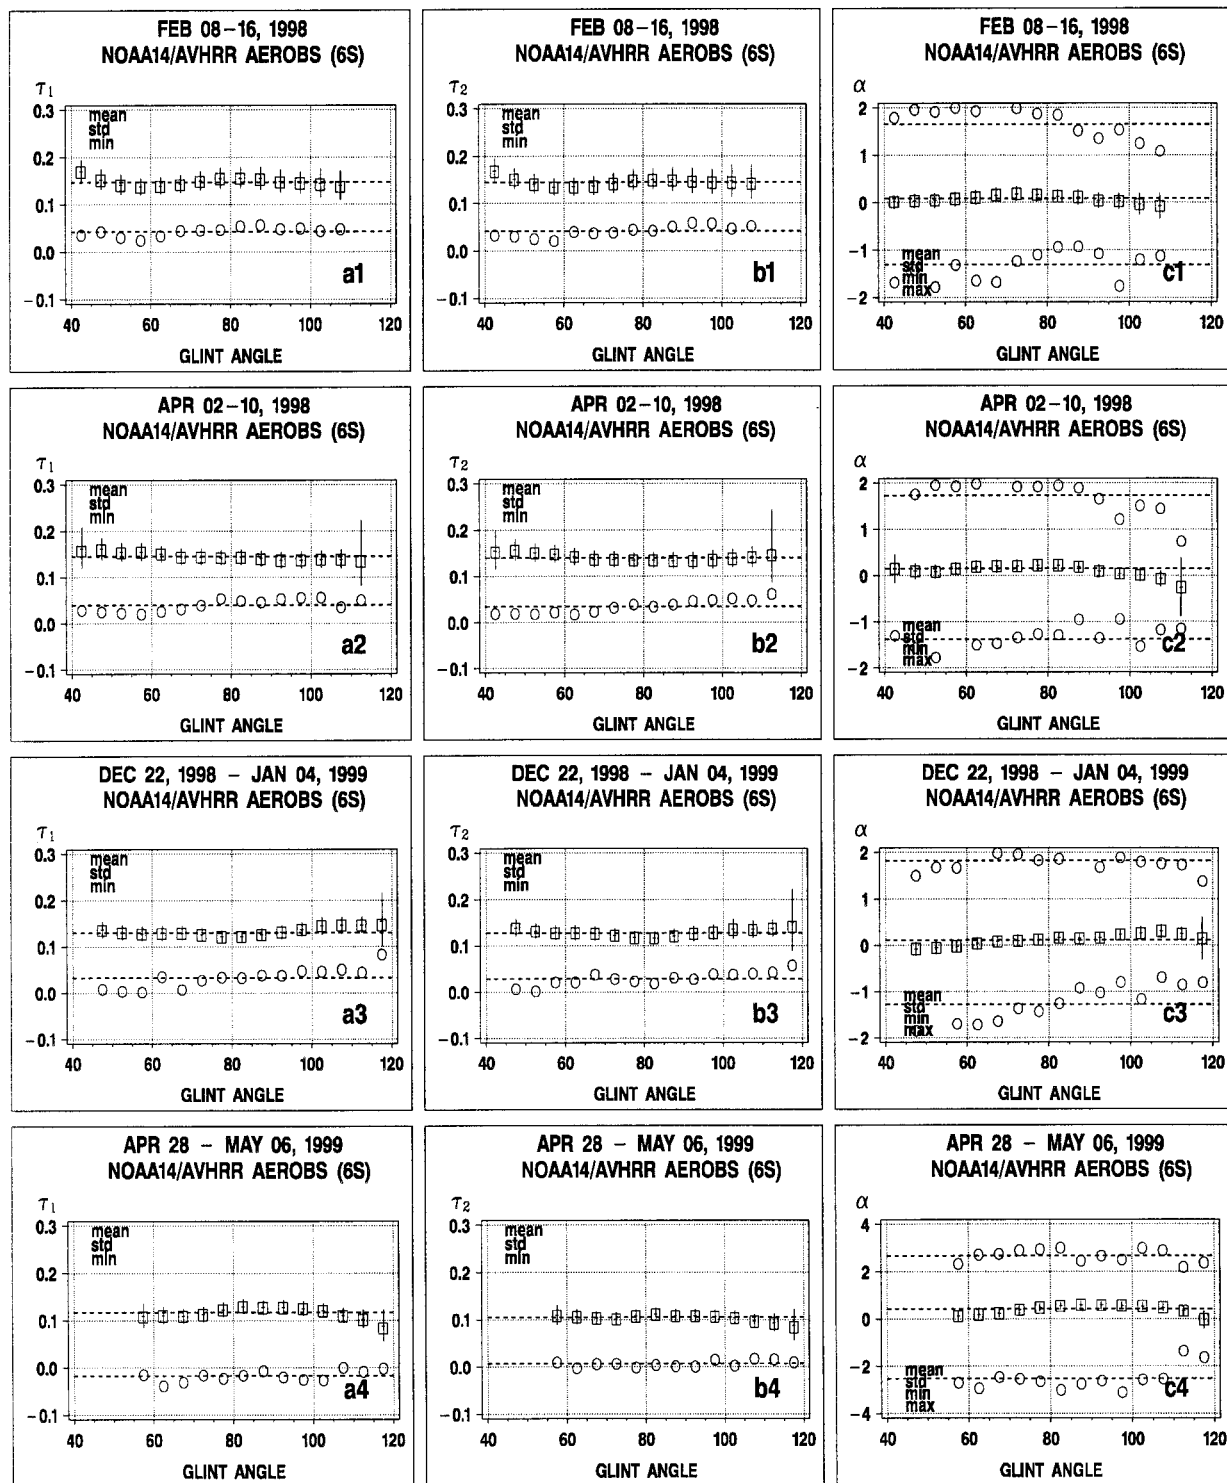 FEB 08–16, 1998
NOAA14/AVHRR AEROBS (6S)
τ1
0.3
0.2
0.1
0.0
−0.1
mean
std
min
a1
40 60 80 100 120
GLINT ANGLE
FEB 08–16, 1998
NOAA14/AVHRR AEROBS (6S)
τ2
0.3
0.2
0.1
0.0
−0.1
mean
std
min
b1
40 60 80 100 120
GLINT ANGLE
FEB 08–16, 1998
NOAA14/AVHRR AEROBS (6S)
α
2
1
0
−1
−2
mean
std
min
max
c1
40 60 80 100 120
GLINT ANGLE
APR 02–10, 1998
NOAA14/AVHRR AEROBS (6S)
τ1
0.3
0.2
0.1
0.0
−0.1
mean
std
min
a2
40 60 80 100 120
GLINT ANGLE
APR 02–10, 1998
NOAA14/AVHRR AEROBS (6S)
τ2
0.3
0.2
0.1
0.0
−0.1
mean
std
min
b2
40 60 80 100 120
GLINT ANGLE
APR 02–10, 1998
NOAA14/AVHRR AEROBS (6S)
α
2
1
0
−1
−2
mean
std
min
max
c2
40 60 80 100 120
GLINT ANGLE
DEC 22, 1998 – JAN 04, 1999
NOAA14/AVHRR AEROBS (6S)
τ1
0.3
0.2
0.1
0.0
−0.1
mean
std
min
a3
40 60 80 100 120
GLINT ANGLE
DEC 22, 1998 – JAN 04, 1999
NOAA14/AVHRR AEROBS (6S)
τ2
0.3
0.2
0.1
0.0
−0.1
mean
std
min
b3
40 60 80 100 120
GLINT ANGLE
DEC 22, 1998 – JAN 04, 1999
NOAA14/AVHRR AEROBS (6S)
α
2
1
0
−1
−2
mean
std
min
max
c3
40 60 80 100 120
GLINT ANGLE
APR 28 – MAY 06, 1999
NOAA14/AVHRR AEROBS (6S)
τ1
0.3
0.2
0.1
0.0
−0.1
mean
std
min
a4
40 60 80 100 120
GLINT ANGLE
APR 28 – MAY 06, 1999
NOAA14/AVHRR AEROBS (6S)
τ2
0.3
0.2
0.1
0.0
−0.1
mean
std
min
b4
40 60 80 100 120
GLINT ANGLE
APR 28 – MAY 06, 1999
NOAA14/AVHRR AEROBS (6S)
α
4
2
0
−2
−4
mean
std
min
max
c4
40 60 80 100 120
GLINT ANGLE